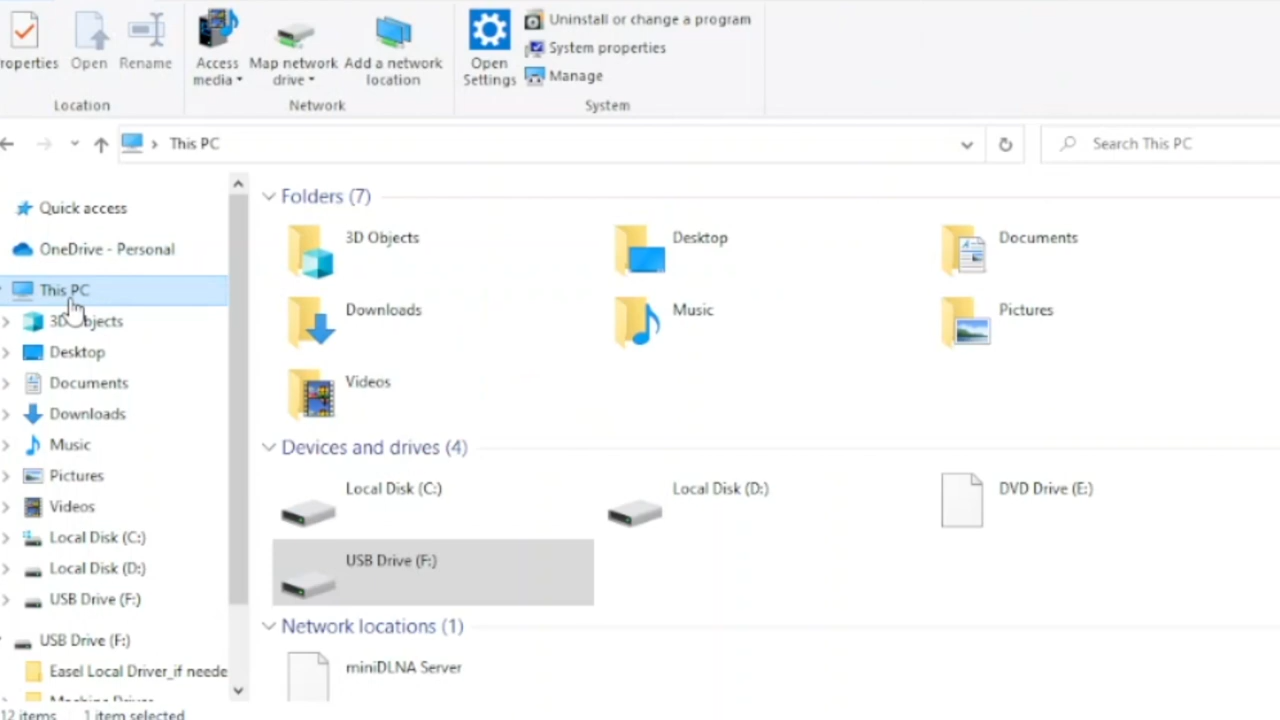 roperties
Open
Rename
Access media
Map network drive
Add a network location
Open Settings
Uninstall or change a program
System properties
Manage
Location
Network
System
This PC
Search This PC
Quick access
OneDrive - Personal
This PC
3D Objects
Desktop
Documents
Downloads
Music
Pictures
Videos
Local Disk (C:)
Local Disk (D:)
USB Drive (F:)
USB Drive (F:)
Easel Local Driver_if neede
Folders (7)
3D Objects
Desktop
Documents
Downloads
Music
Pictures
Videos
Devices and drives (4)
Local Disk (C:)
Local Disk (D:)
DVD Drive (E:)
USB Drive (F:)
Network locations (1)
miniDLNA Server
12 items
1 item selected